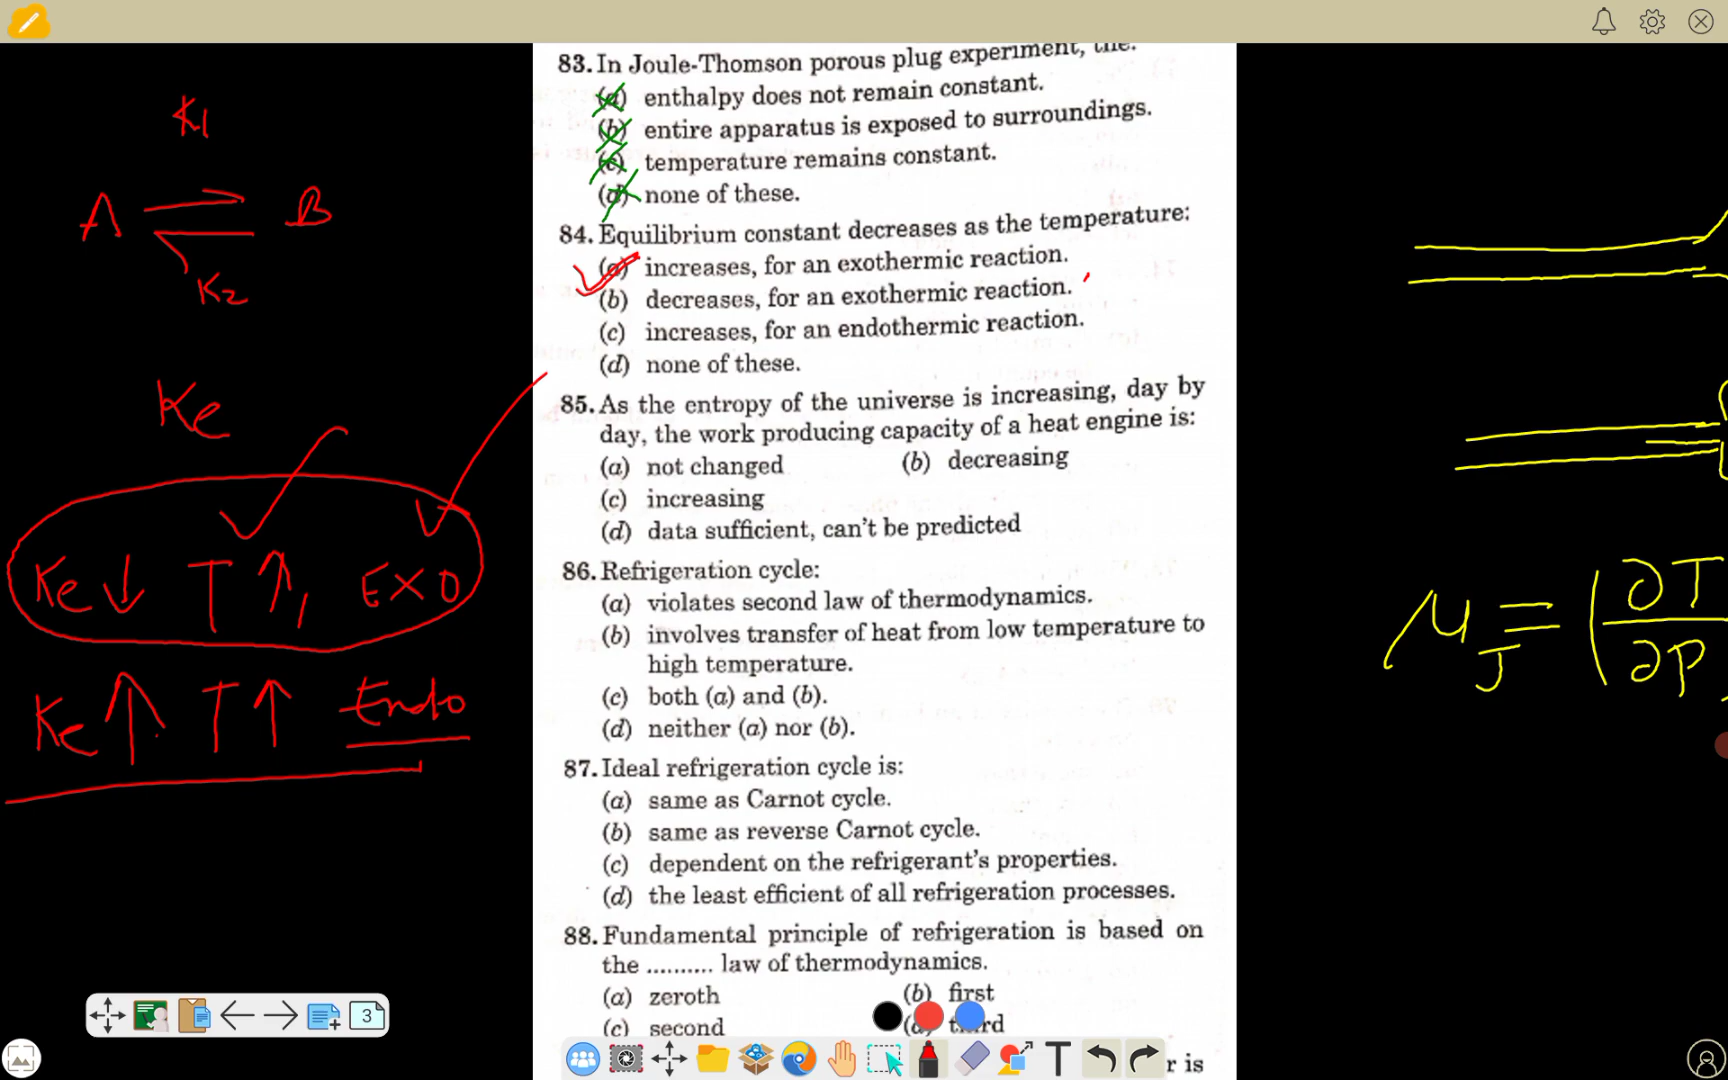 K1
A B
K2
Ke
Ke ↓ T ↑, EXO
Ke ↑ T ↑ Endo
83. In Joule-Thomson porous plug experiment, the:
(a) enthalpy does not remain constant.
(b) entire apparatus is exposed to surroundings.
(c) temperature remains constant.
(d) none of these.
84. Equilibrium constant decreases as the temperature:
(a) increases, for an exothermic reaction.
(b) decreases, for an exothermic reaction.
(c) increases, for an endothermic reaction.
(d) none of these.
85. As the entropy of the universe is increasing, day by
day, the work producing capacity of a heat engine is:
(a) not changed (b) decreasing
(c) increasing
(d) data sufficient, can't be predicted
86. Refrigeration cycle:
(a) violates second law of thermodynamics.
(b) involves transfer of heat from low temperature to
high temperature.
(c) both (a) and (b).
(d) neither (a) nor (b).
87. Ideal refrigeration cycle is:
(a) same as Carnot cycle.
(b) same as reverse Carnot cycle.
(c) dependent on the refrigerant's properties.
(d) the least efficient of all refrigeration processes.
88. Fundamental principle of refrigeration is based on
the .......... law of thermodynamics.
(a) zeroth (b) first
(c) second
r is
μJ = (∂T
∂P
3
T